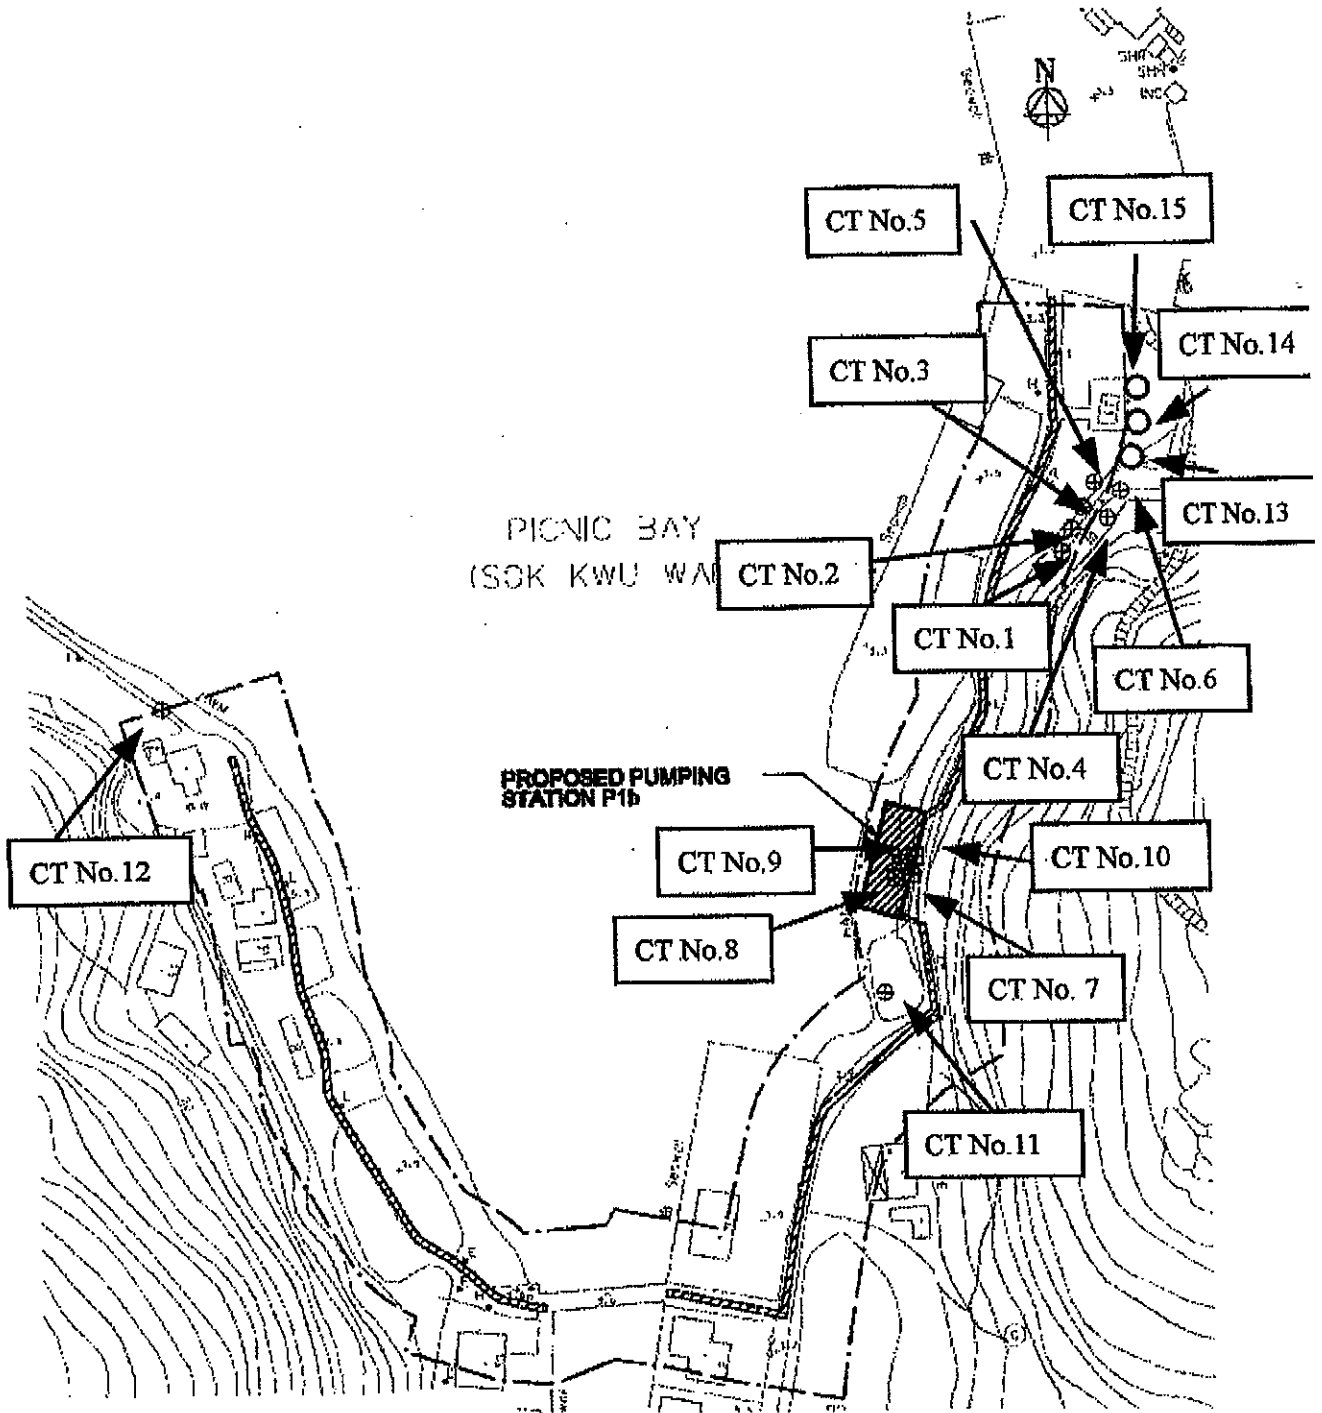 N
CT No.5
CT No.15
CT No.14
CT No.3
CT No.13
PICNIC BAY
(SOK KWU WA
CT No.2
CT No.1
CT No.6
CT No.4
PROPOSED PUMPING
STATION P1b
CT No,9
CT No.10
CT No.12
CT No.8
CT No. 7
CT No.11
Seawall
G